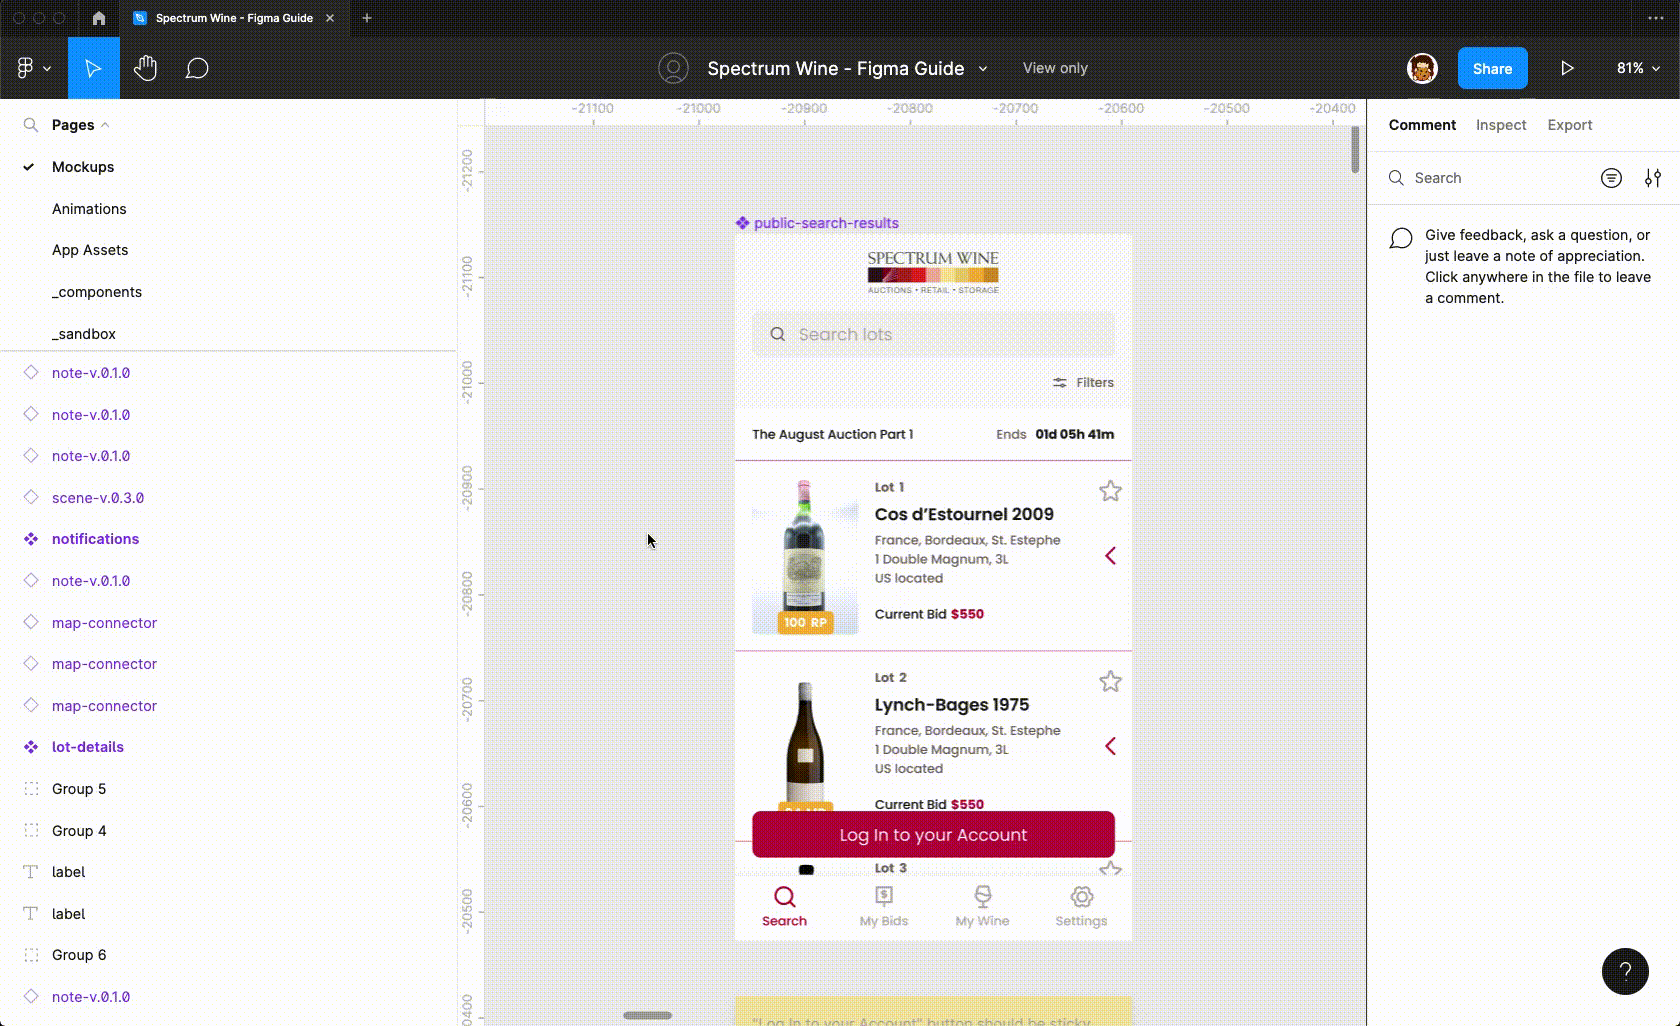 Spectrum Wine - Figma Guide
Spectrum Wine - Figma Guide
View only
Share
81%
Pages
Mockups
Animations
App Assets
_components
_sandbox
note-v.0.1.0
note-v.0.1.0
note-v.0.1.0
scene-v.0.3.0
notifications
note-v.0.1.0
map-connector
map-connector
map-connector
lot-details
Group 5
Group 4
label
label
Group 6
note-v.0.1.0
-21100 -21000 -20900 -20800 -20700 -20600 -20500 -20400
-21200
-21100
-21000
-20900
-20800
-20700
-20600
-20500
public-search-results
SPECTRUM WINE
AUCTIONS • RETAIL • STORAGE
Search lots
Filters
The August Auction Part 1
Ends 01d 05h 41m
Lot 1
Cos d'Estournel 2009
France, Bordeaux, St. Estephe
1 Double Magnum, 3L
US located
Current Bid $550
100 RP
Lot 2
Lynch-Bages 1975
France, Bordeaux, St. Estephe
1 Double Magnum, 3L
US located
Current Bid $550
Log In to your Account
Lot 3
Search
My Bids
My Wine
Settings
"Log in to your Account" button should be sticky
Comment Inspect Export
Search
Give feedback, ask a question, or
just leave a note of appreciation.
Click anywhere in the file to leave
a comment.
?